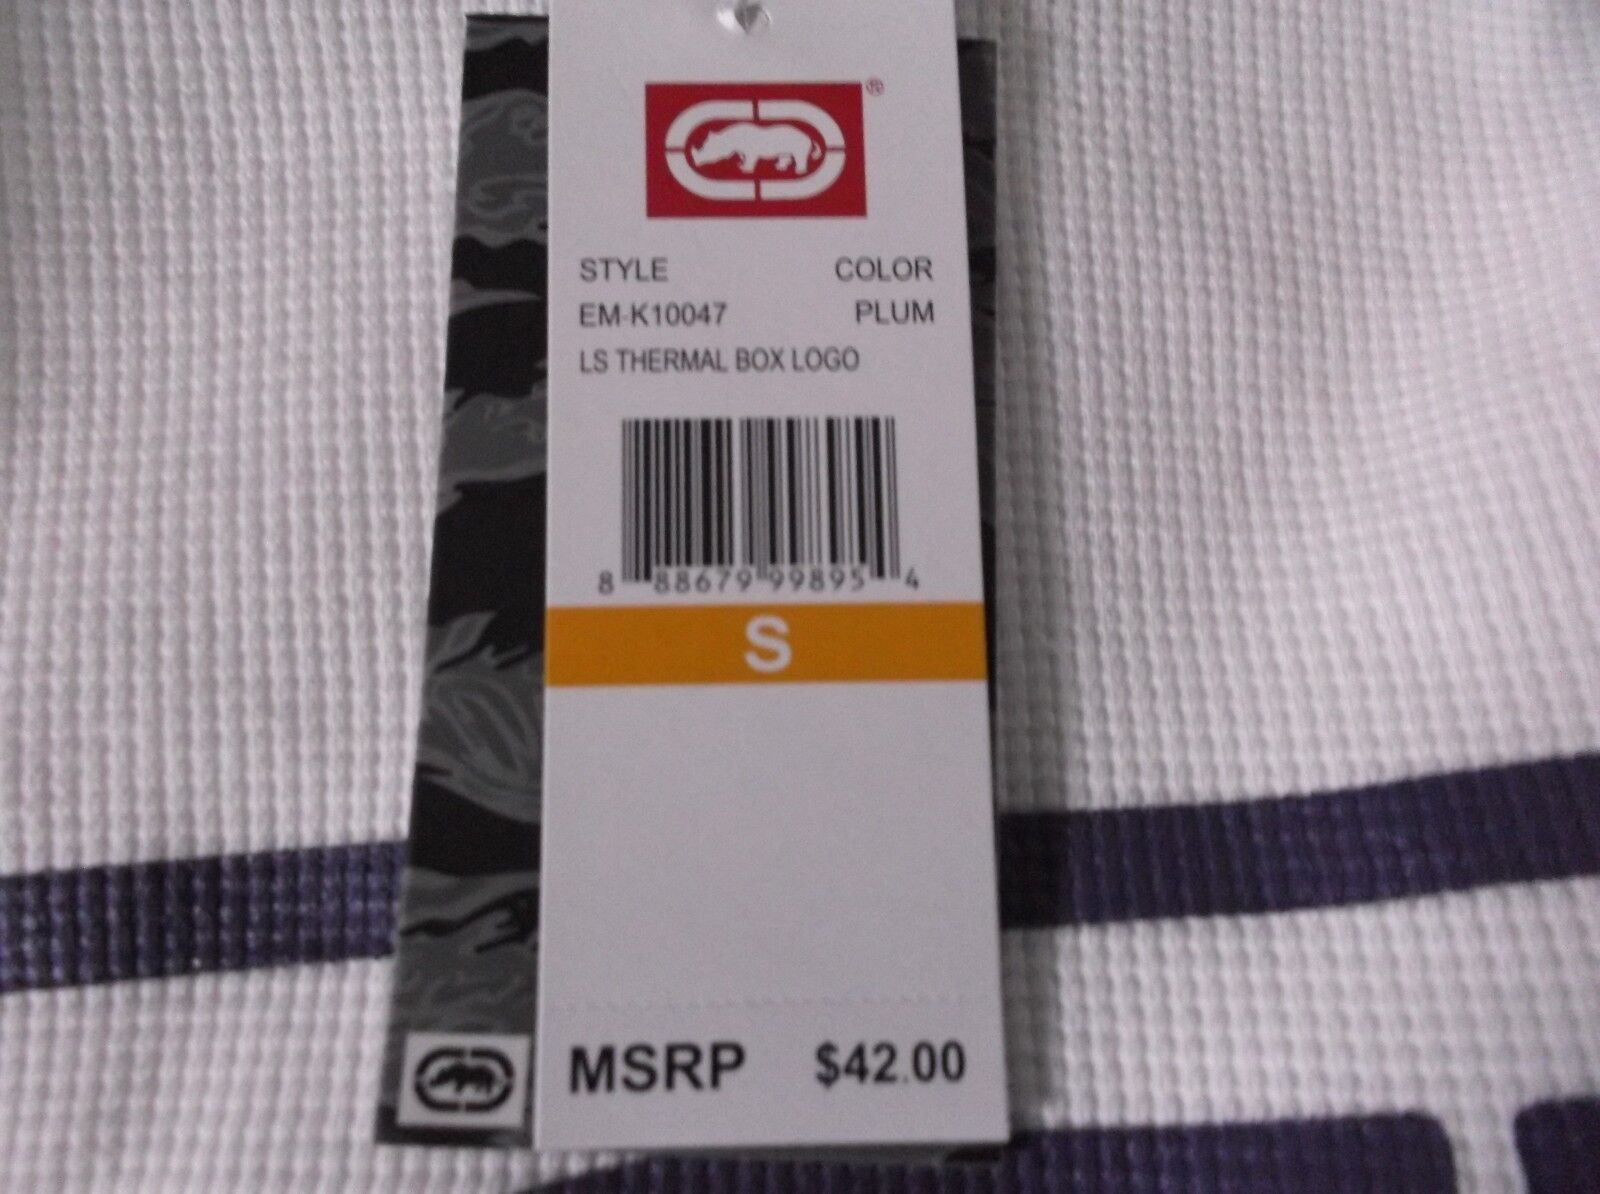 ®
STYLE COLOR
EM-K10047 PLUM
LS THERMAL BOX LOGO
8 88679 99895 4
S
MSRP $42.00